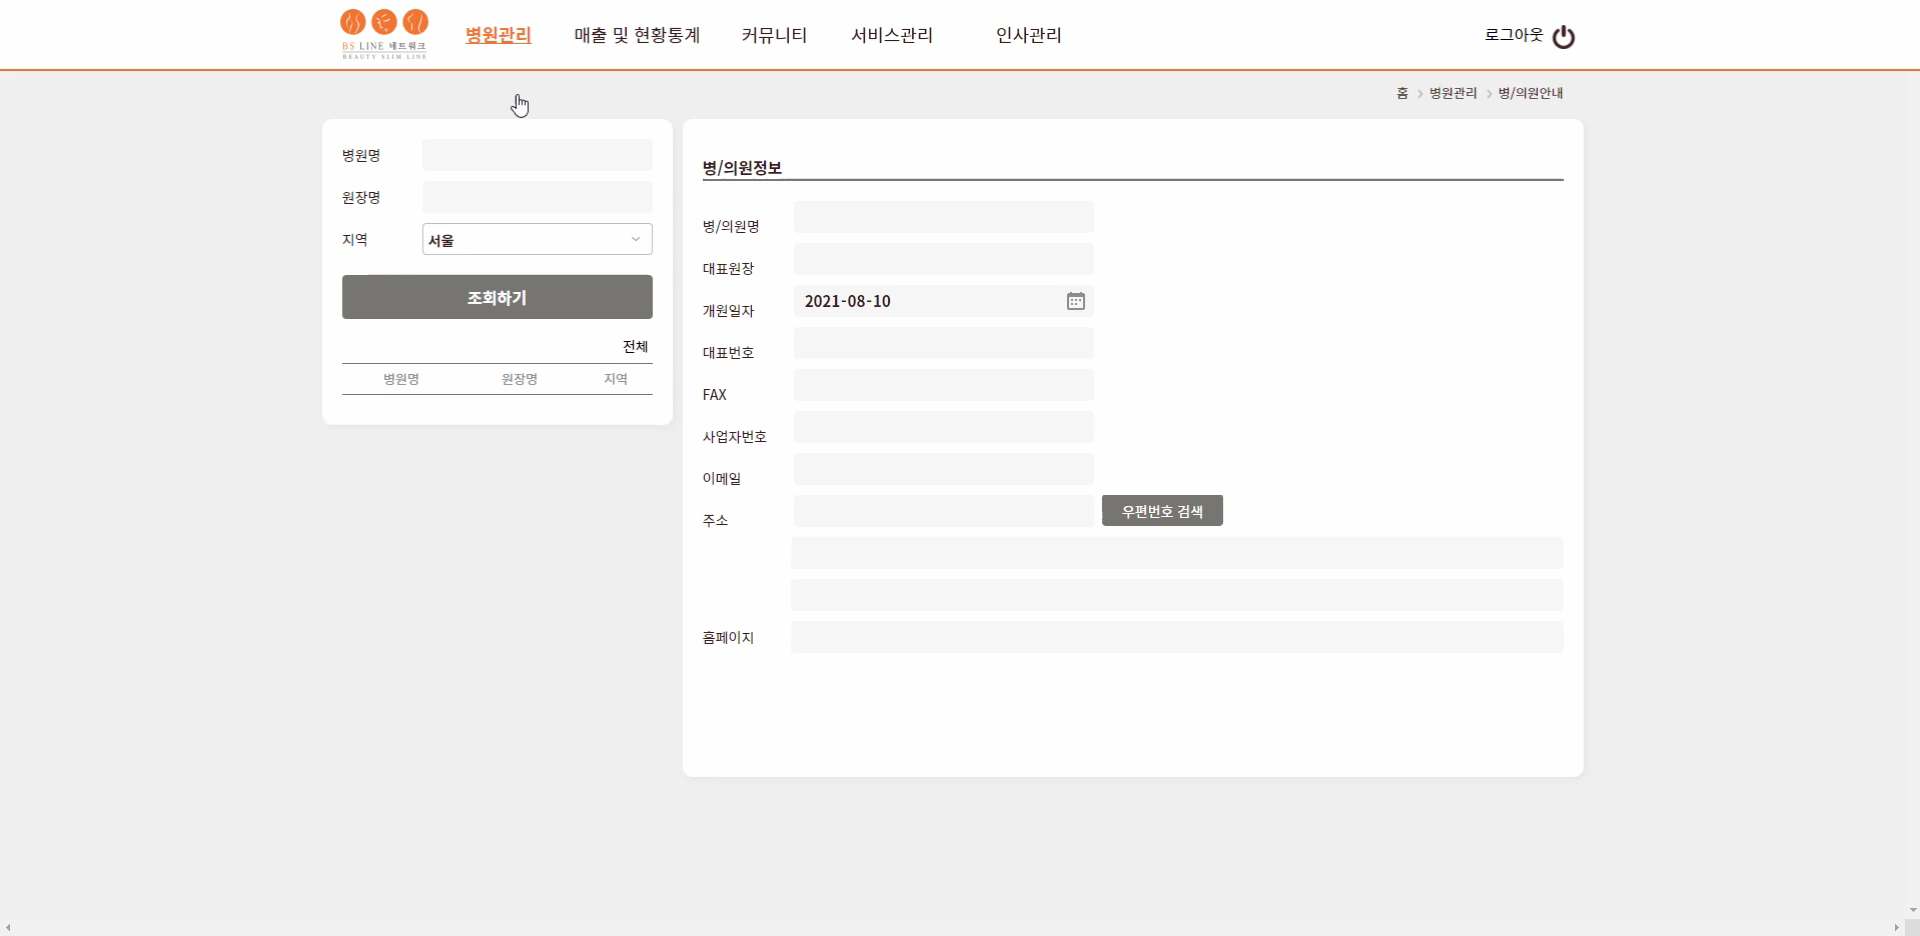 BS LINE 네트워크
BEAUTY SLIM LINE
병원관리 매출 및 현황통계 커뮤니티 서비스관리 인사관리 로그아웃
홈 > 병원관리 > 병/의원안내
병원명
원장명
지역 서울
조회하기
전체
병원명 원장명 지역
병/의원정보
병/의원명
대표원장
개원일자 2021-08-10
대표번호
FAX
사업자번호
이메일
주소 우편번호 검색
홈페이지